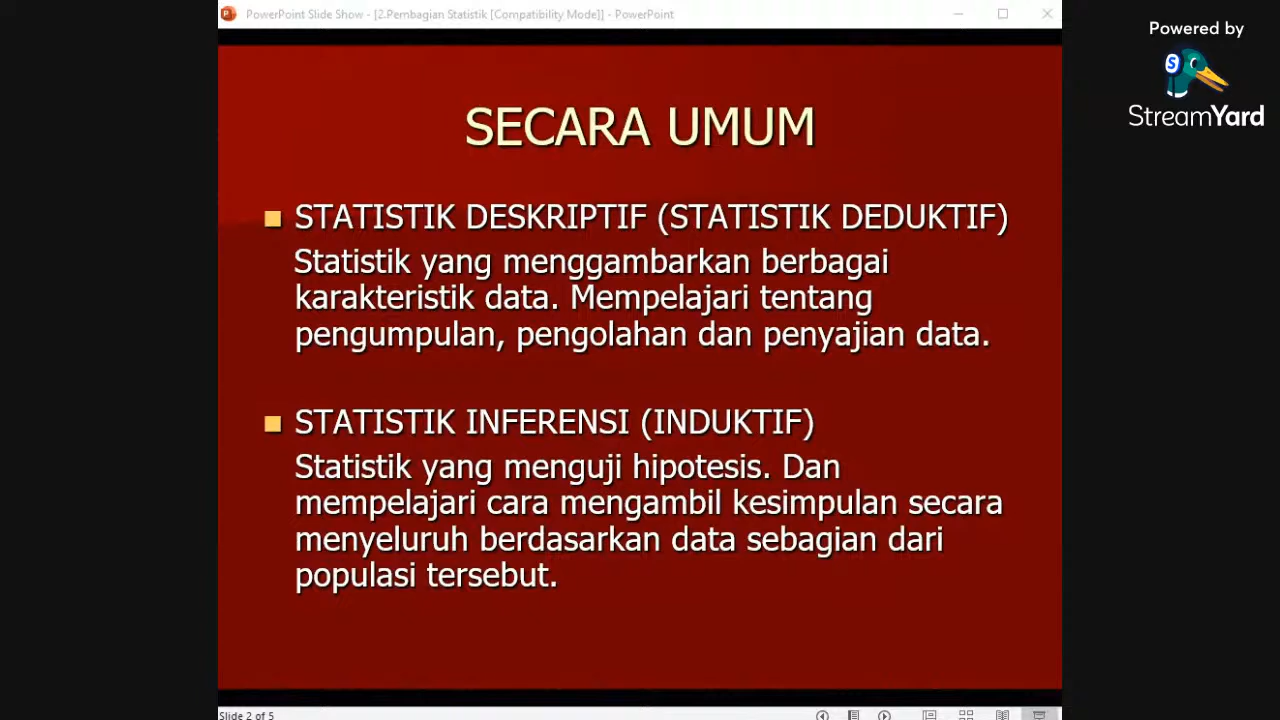 PowerPoint Slide Show - [2.Pembagian Statistik [Compatibility Mode]] - PowerPoint
Powered by
S
StreamYard
SECARA UMUM
STATISTIK DESKRIPTIF (STATISTIK DEDUKTIF)
Statistik yang menggambarkan berbagai
karakteristik data. Mempelajari tentang
pengumpulan, pengolahan dan penyajian data.
STATISTIK INFERENSI (INDUKTIF)
Statistik yang menguji hipotesis. Dan
mempelajari cara mengambil kesimpulan secara
menyeluruh berdasarkan data sebagian dari
populasi tersebut.
Slide 2 of 5